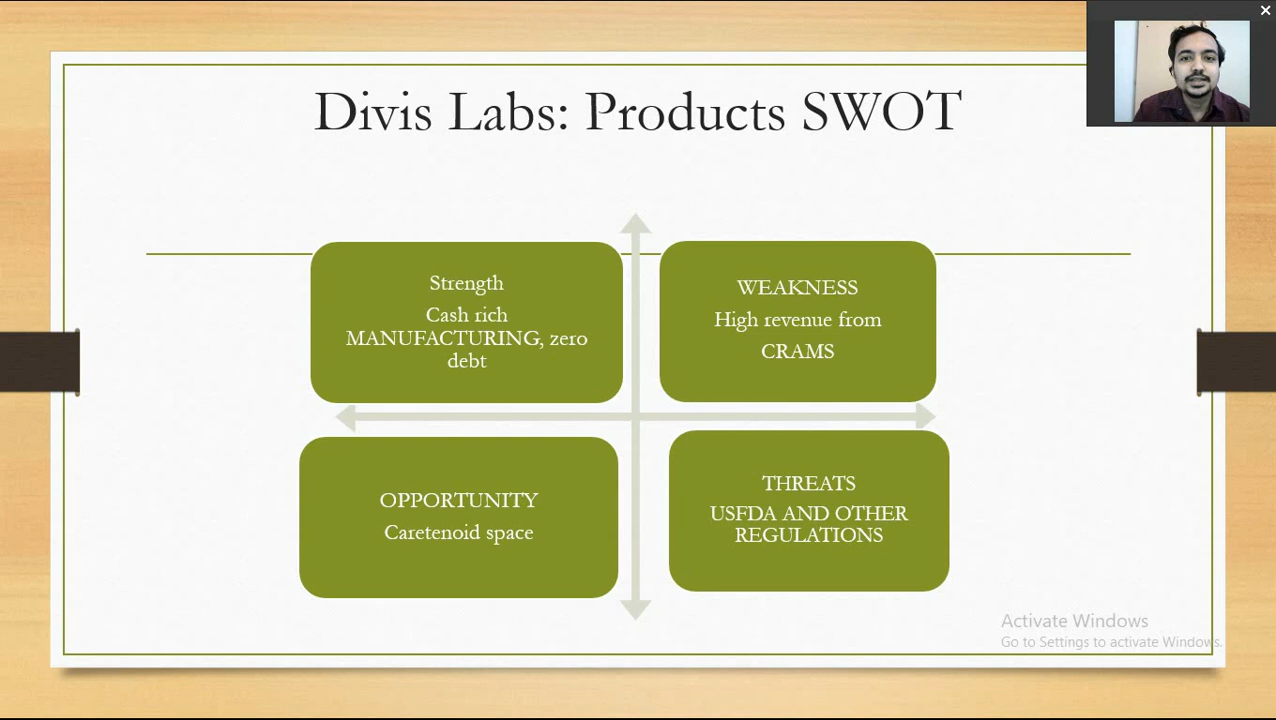 Divis Labs: Products SWOT
Strength
Cash rich
MANUFACTURING, zero
debt
WEAKNESS
High revenue from
CRAMS
OPPORTUNITY
Caretenoid space
THREATS
USFDA AND OTHER
REGULATIONS
Activate Windows
Go to Settings to activate Windows.